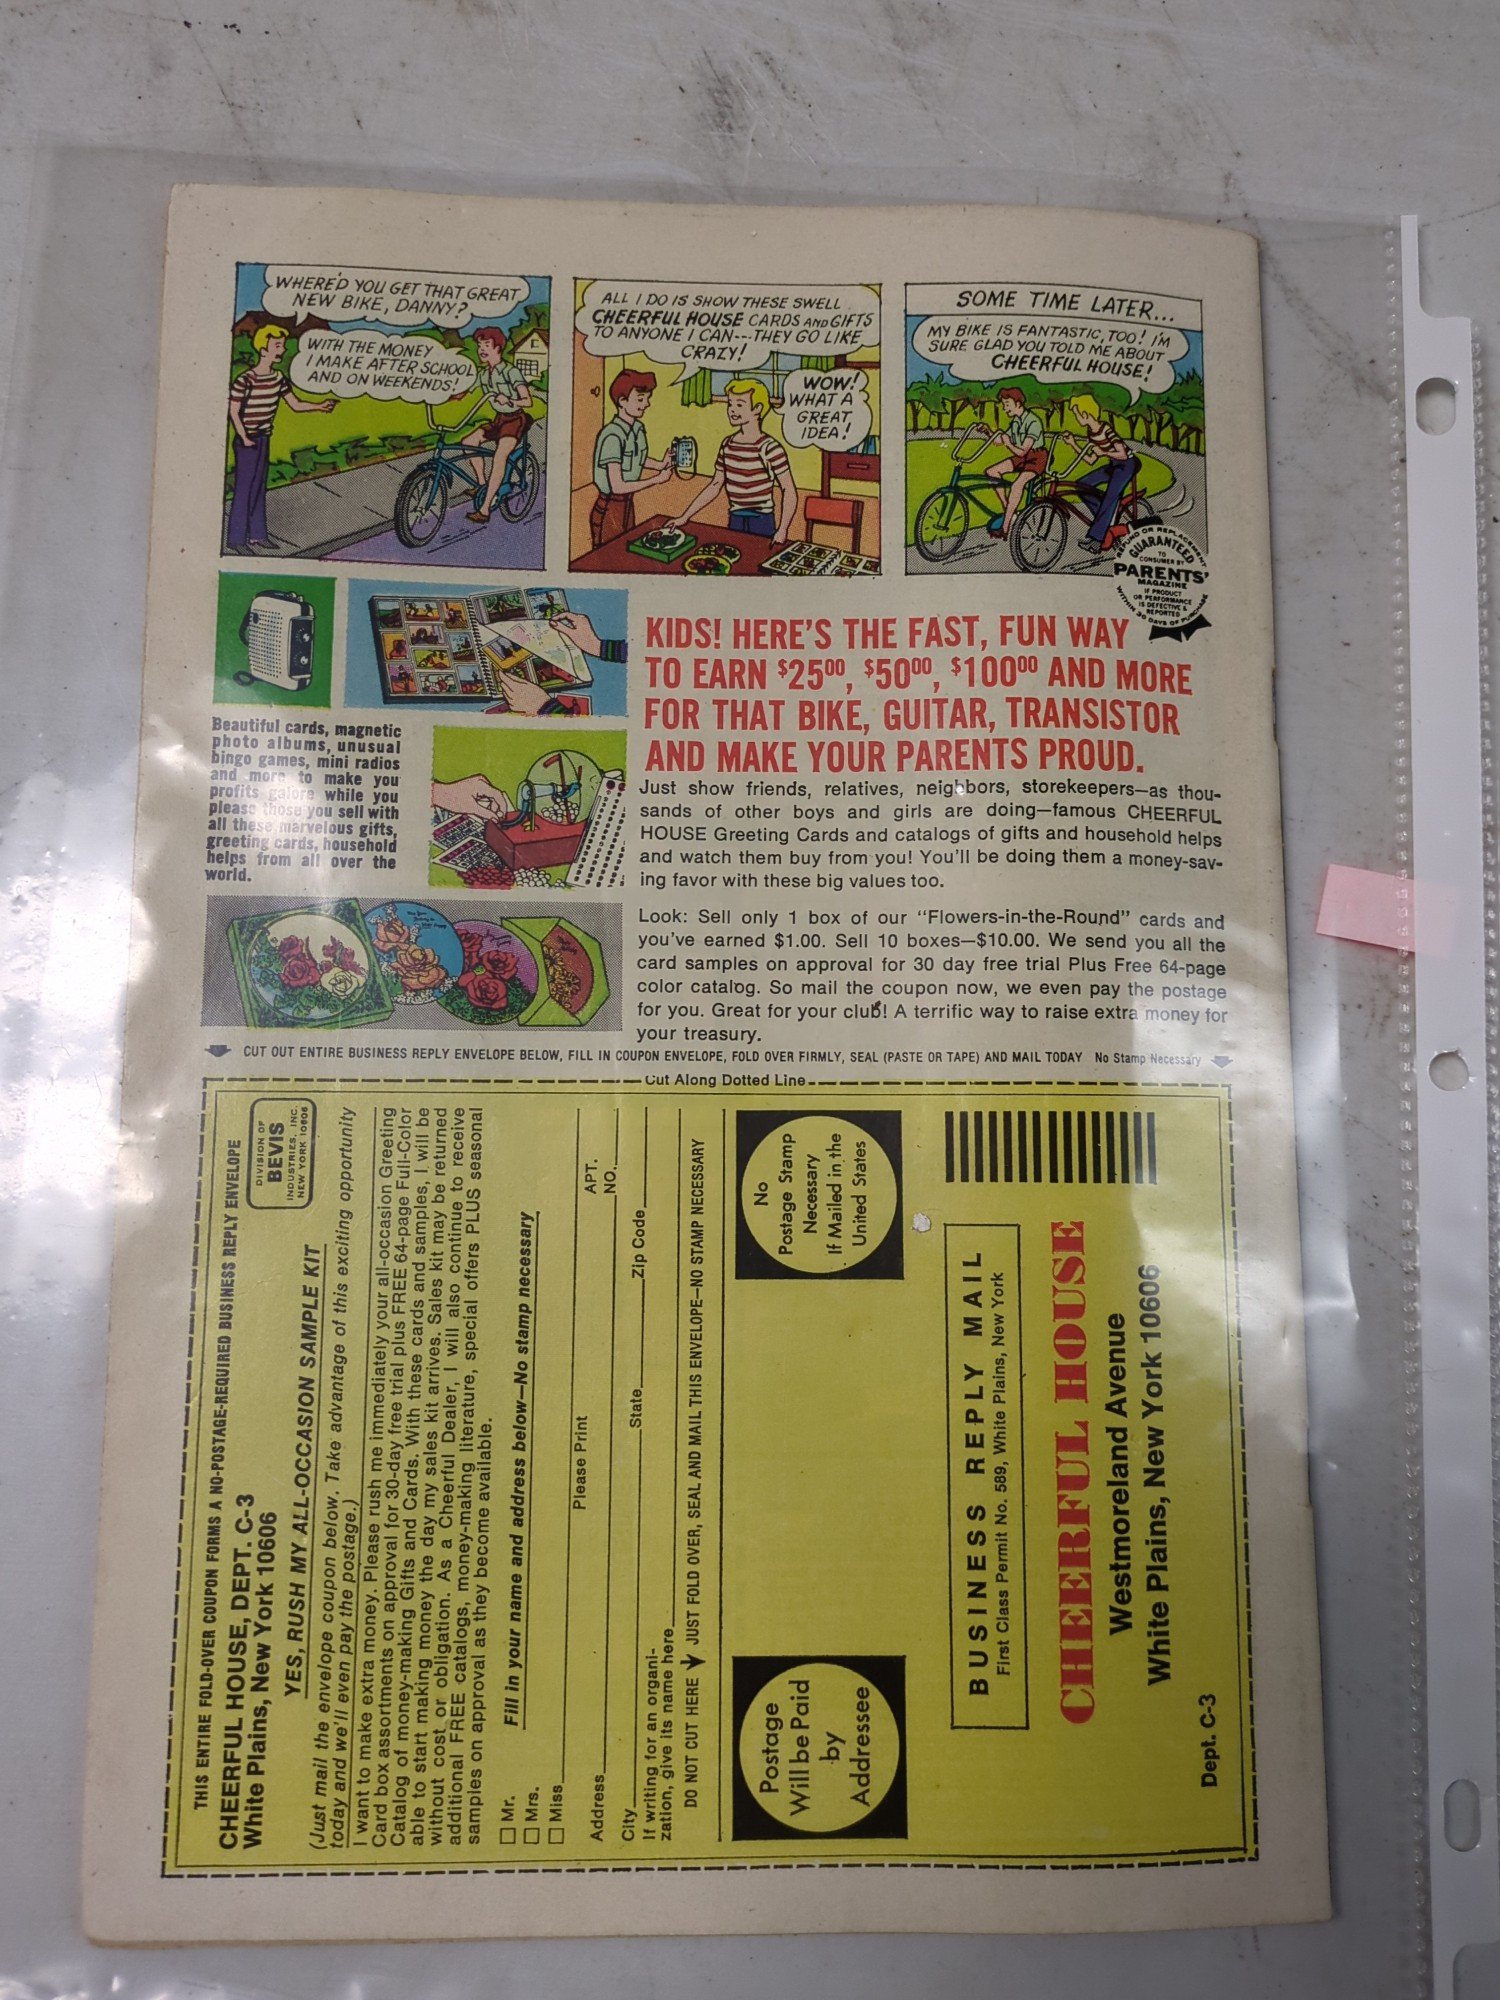 WHERE'D YOU GET THAT GREAT
NEW BIKE, DANNY?
WITH THE MONEY
I MAKE AFTER SCHOOL
AND ON WEEKENDS!
ALL I DO IS SHOW THESE SWELL
CHEERFUL HOUSE CARDS AND GIFTS
TO ANYONE I CAN---THEY GO LIKE
CRAZY!
WOW!
WHAT A
GREAT
IDEA!
SOME TIME LATER...
MY BIKE IS FANTASTIC, TOO! I'M
SURE GLAD YOU TOLD ME ABOUT
CHEERFUL HOUSE!
REFUND OR REPLACEMENT
GUARANTEED
TO
CONSUMER BY
PARENTS'
MAGAZINE
IF PRODUCT
OR PERFORMANCE
IS DEFECTIVE &
REPORTED
WITHIN 30 DAYS OF PURCHASE
KIDS! HERE'S THE FAST, FUN WAY
TO EARN $2500, $5000, $10000 AND MORE
FOR THAT BIKE, GUITAR, TRANSISTOR
AND MAKE YOUR PARENTS PROUD.
Beautiful cards, magnetic
photo albums, unusual
bingo games, mini radios
and more to make you
profits galore while you
please those you sell with
all these marvelous gifts,
greeting cards, household
helps from all over the
world.
Just show friends, relatives, neighbors, storekeepers—as thou-
sands of other boys and girls are doing—famous CHEERFUL
HOUSE Greeting Cards and catalogs of gifts and household helps
and watch them buy from you! You'll be doing them a money-sav-
ing favor with these big values too.
Look: Sell only 1 box of our "Flowers-in-the-Round" cards and
you've earned $1.00. Sell 10 boxes—$10.00. We send you all the
card samples on approval for 30 day free trial Plus Free 64-page
color catalog. So mail the coupon now, we even pay the postage
for you. Great for your club! A terrific way to raise extra money for
your treasury.
CUT OUT ENTIRE BUSINESS REPLY ENVELOPE BELOW, FILL IN COUPON ENVELOPE, FOLD OVER FIRMLY, SEAL (PASTE OR TAPE) AND MAIL TODAY No Stamp Necessary
Cut Along Dotted Line
THIS ENTIRE FOLD-OVER COUPON FORMS A NO-POSTAGE-REQUIRED BUSINESS REPLY ENVELOPE
CHEERFUL HOUSE, DEPT. C-3
White Plains, New York 10606
DIVISION OF
BEVIS
INDUSTRIES, INC.
NEW YORK 10606
YES, RUSH MY ALL-OCCASION SAMPLE KIT
(Just mail the envelope coupon below. Take advantage of this exciting opportunity
today and we'll even pay the postage.)
I want to make extra money. Please rush me immediately your all-occasion Greeting
Card box assortments on approval for 30-day free trial plus FREE 64-page Full-Color
Catalog of money-making Gifts and Cards. With these cards and samples, I will be
able to start making money the day my sales kit arrives. Sales kit may be returned
without cost or obligation. As a Cheerful Dealer, I will also continue to receive
additional FREE catalogs, money-making literature, special offers PLUS seasonal
samples on approval as they become available.
Fill in your name and address below—No stamp necessary
Mr.
Mrs.
Miss
Please Print
Address
APT.
NO.
City
State
Zip Code
If writing for an organi-
zation, give its name here
DO NOT CUT HERE JUST FOLD OVER, SEAL AND MAIL THIS ENVELOPE—NO STAMP NECESSARY
Postage
Will be Paid
by
Addressee
No
Postage Stamp
Necessary
If Mailed in the
United States
BUSINESS REPLY MAIL
First Class Permit No. 589, White Plains, New York
CHEERFUL HOUSE
Westmoreland Avenue
White Plains, New York 10606
Dept. C-3